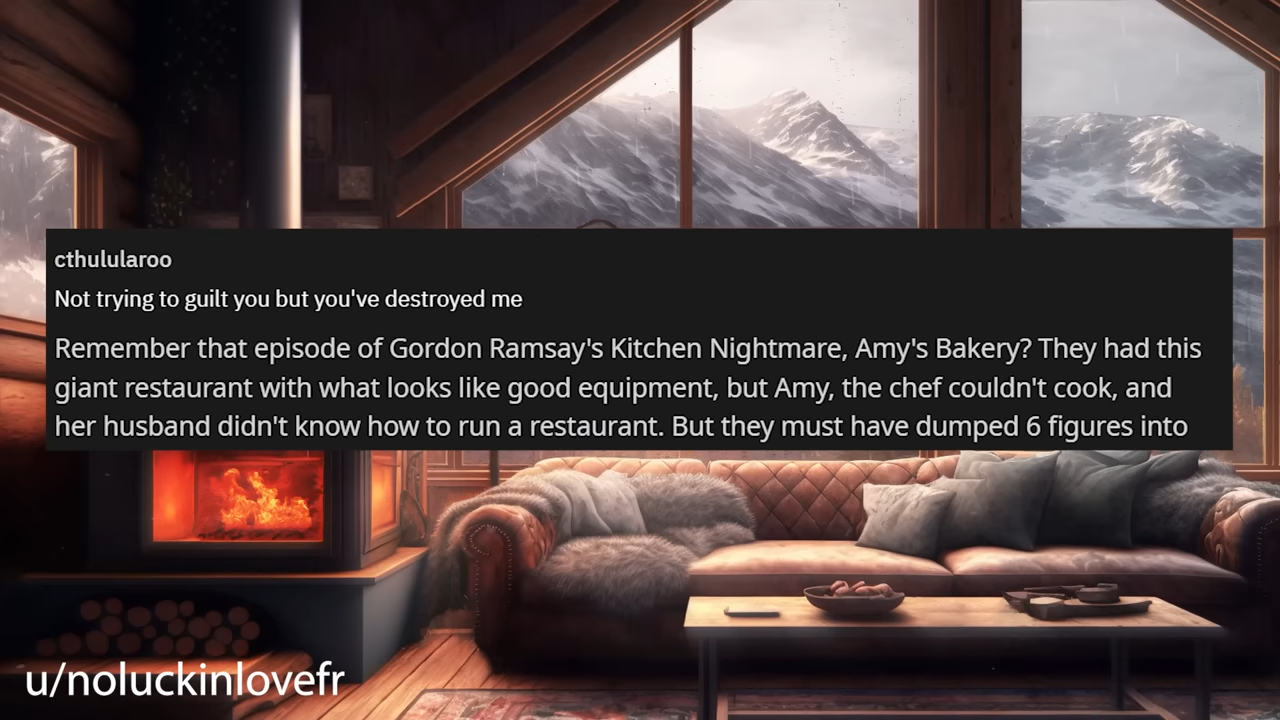 cthulularoo
Not trying to guilt you but you've destroyed me
Remember that episode of Gordon Ramsay's Kitchen Nightmare, Amy's Bakery? They had this
giant restaurant with what looks like good equipment, but Amy, the chef couldn't cook, and
her husband didn't know how to run a restaurant. But they must have dumped 6 figures into
u/noluckinlovefr